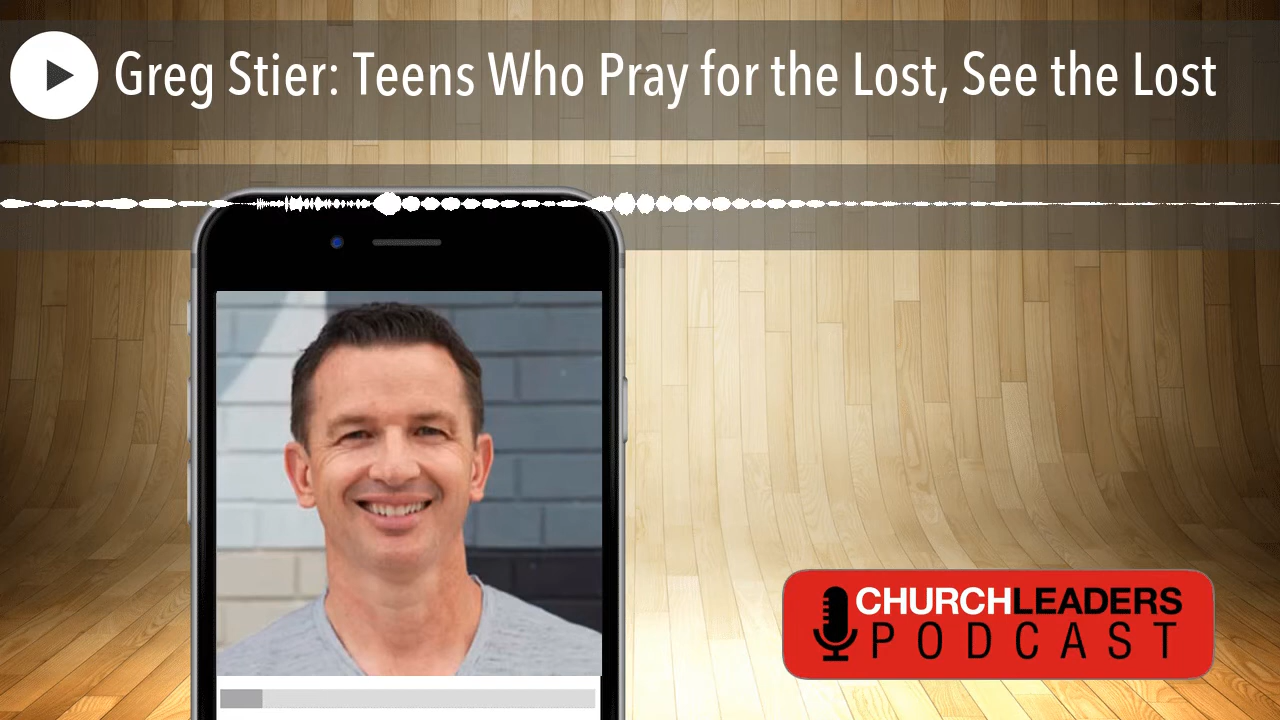 Greg Stier: Teens Who Pray for the Lost, See the Lost
CHURCHLEADERS
PODCAST